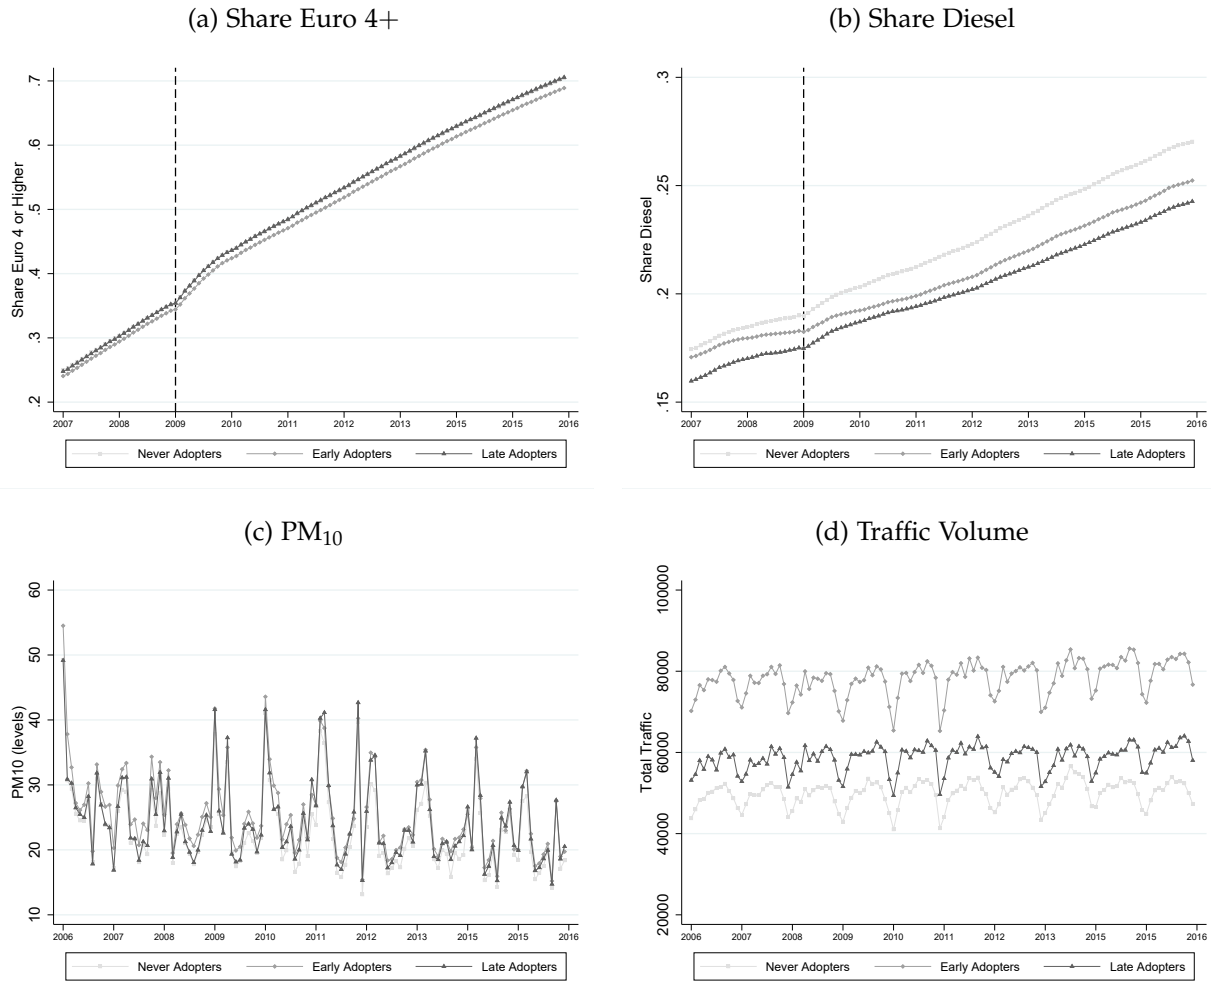 (a) Share Euro 4+
Share Euro 4 or Higher
.7
.6
.5
.4
.3
.2
2007 2008 2009 2010 2011 2012 2013 2015 2015 2016
Never Adopters Early Adopters Late Adopters
(b) Share Diesel
Share Diesel
.3
.25
.2
.15
2007 2008 2009 2010 2011 2012 2013 2015 2015 2016
Never Adopters Early Adopters Late Adopters
(c) PM10
PM10 (levels)
60
50
40
30
20
10
2006 2007 2008 2009 2010 2011 2012 2013 2015 2015 2016
Never Adopters Early Adopters Late Adopters
(d) Traffic Volume
Total Traffic
100000
80000
60000
40000
20000
2006 2007 2008 2009 2010 2011 2012 2013 2015 2015 2016
Never Adopters Early Adopters Late Adopters